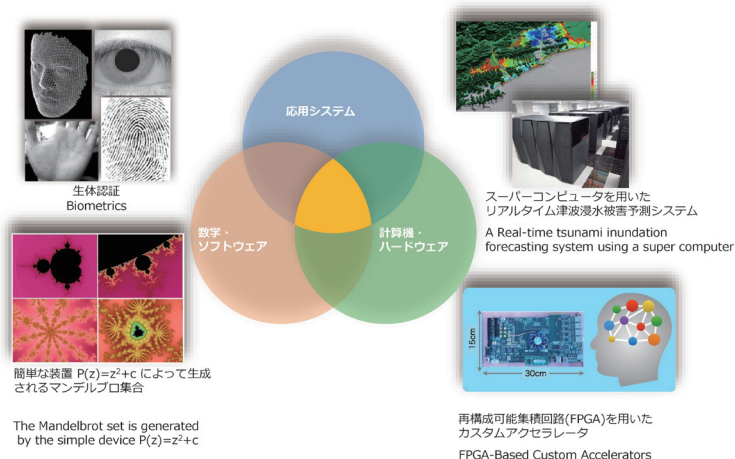 応用システム
数学・
ソフトウェア
計算機・
ハードウェア
生体認証
Biometrics
スーパーコンピュータを用いた
リアルタイム津波浸水被害予測システム
A Real-time tsunami inundation
forecasting system using a super computer
簡単な装置 P(z)=z²+c によって生成
されるマンデルブロ集合
The Mandelbrot set is generated
by the simple device P(z)=z²+c
15cm
30cm
再構成可能集積回路(FPGA)を用いた
カスタムアクセラレータ
FPGA-Based Custom Accelerators